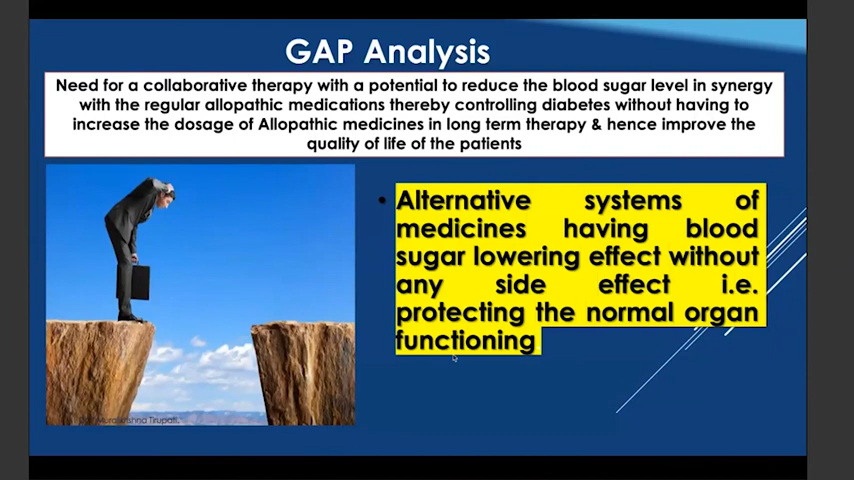 GAP Analysis
Need for a collaborative therapy with a potential to reduce the blood sugar level in synergy
with the regular allopathic medications thereby controlling diabetes without having to
increase the dosage of Allopathic medicines in long term therapy & hence improve the
quality of life of the patients
• Alternative systems of
medicines having blood
sugar lowering effect without
any side effect i.e.
protecting the normal organ
functioning
Tirupati,